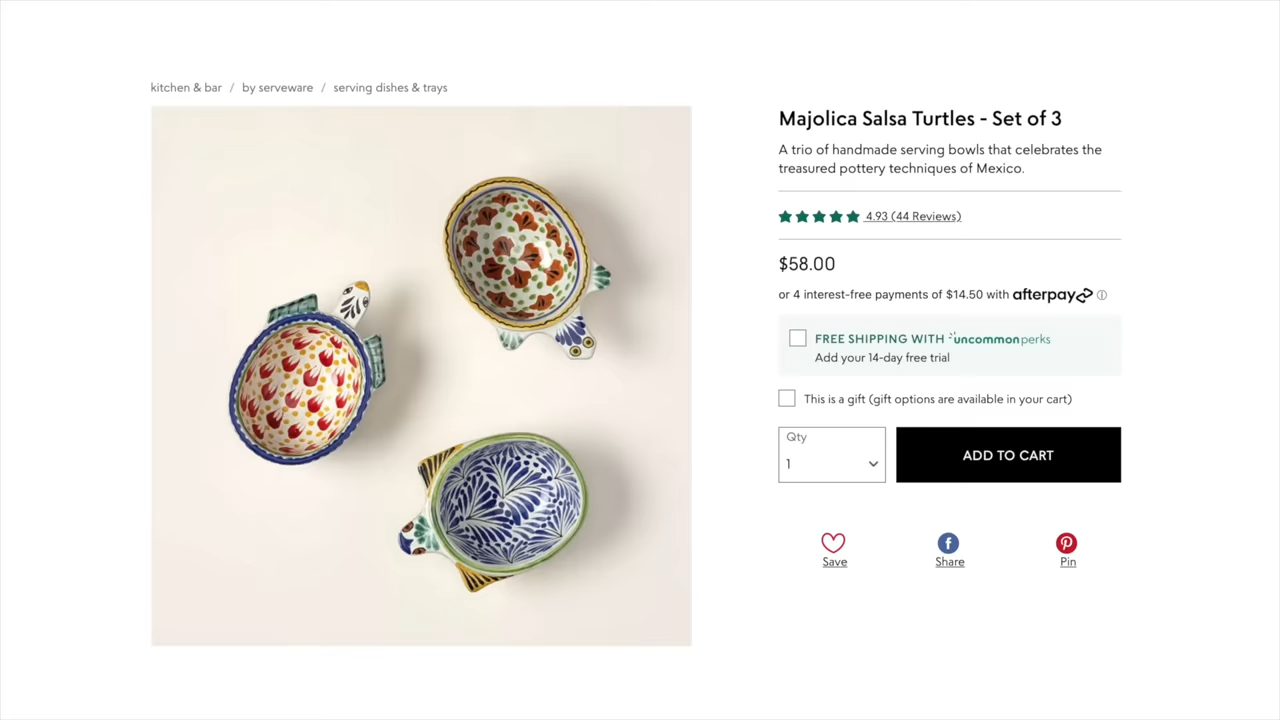 kitchen & bar / by serveware / serving dishes & trays
Majolica Salsa Turtles - Set of 3
A trio of handmade serving bowls that celebrates the
treasured pottery techniques of Mexico.
4.93 (44 Reviews)
$58.00
or 4 interest-free payments of $14.50 with afterpay
FREE SHIPPING WITH uncommon perks
Add your 14-day free trial
This is a gift (gift options are available in your cart)
Qty
1
ADD TO CART
Save
Share
Pin